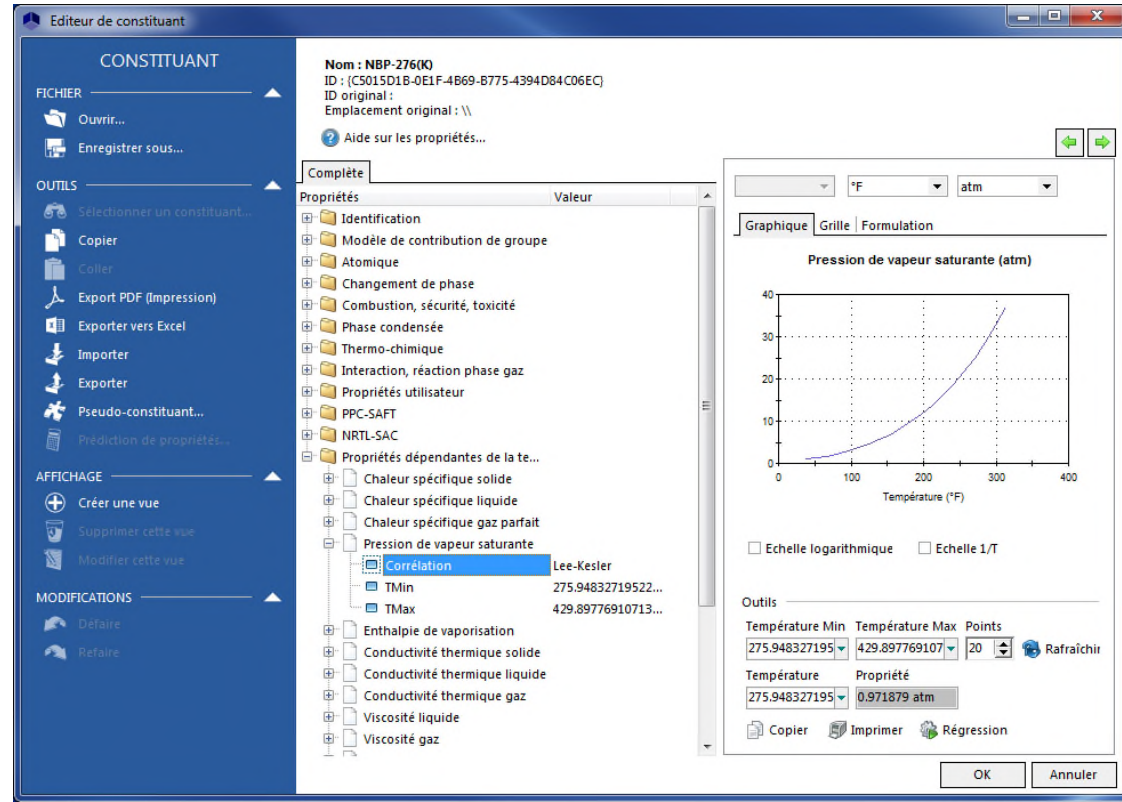 Editeur de constituant
CONSTITUANT
FICHIER
Ouvrir...
Enregistrer sous...
OUTILS
Sélectionner un constituant...
Copier
Coller
Export PDF (Impression)
Exporter vers Excel
Importer
Exporter
Pseudo-constituant...
Prédiction de propriétés...
AFFICHAGE
Créer une vue
Supprimer cette vue
Modifier cette vue
MODIFICATIONS
Défaire
Refaire
Nom : NBP-276(K)
ID : {C5015D1B-0E1F-4B69-B775-4394D84C06EC}
ID original :
Emplacement original : \\
Aide sur les propriétés...
Complète
Propriétés Valeur
Identification
Modèle de contribution de groupe
Atomique
Changement de phase
Combustion, sécurité, toxicité
Phase condensée
Thermo-chimique
Interaction, réaction phase gaz
Propriétés utilisateur
PPC-SAFT
NRTL-SAC
Propriétés dépendantes de la te...
Chaleur spécifique solide
Chaleur spécifique liquide
Chaleur spécifique gaz parfait
Pression de vapeur saturante
Corrélation Lee-Kesler
TMin 275.94832719522...
TMax 429.89776910713...
Enthalpie de vaporisation
Conductivité thermique solide
Conductivité thermique liquide
Conductivité thermique gaz
Viscosité liquide
Viscosité gaz
°F atm
Graphique Grille Formulation
Pression de vapeur saturante (atm)
40
30
20
10
0
0 100 200 300 400
Température (°F)
Echelle logarithmique Echelle 1/T
Outils
Température Min Température Max Points
275.948327195 429.897769107 20 Rafraîchir
Température Propriété
275.948327195 0.971879 atm
Copier Imprimer Régression
OK Annuler